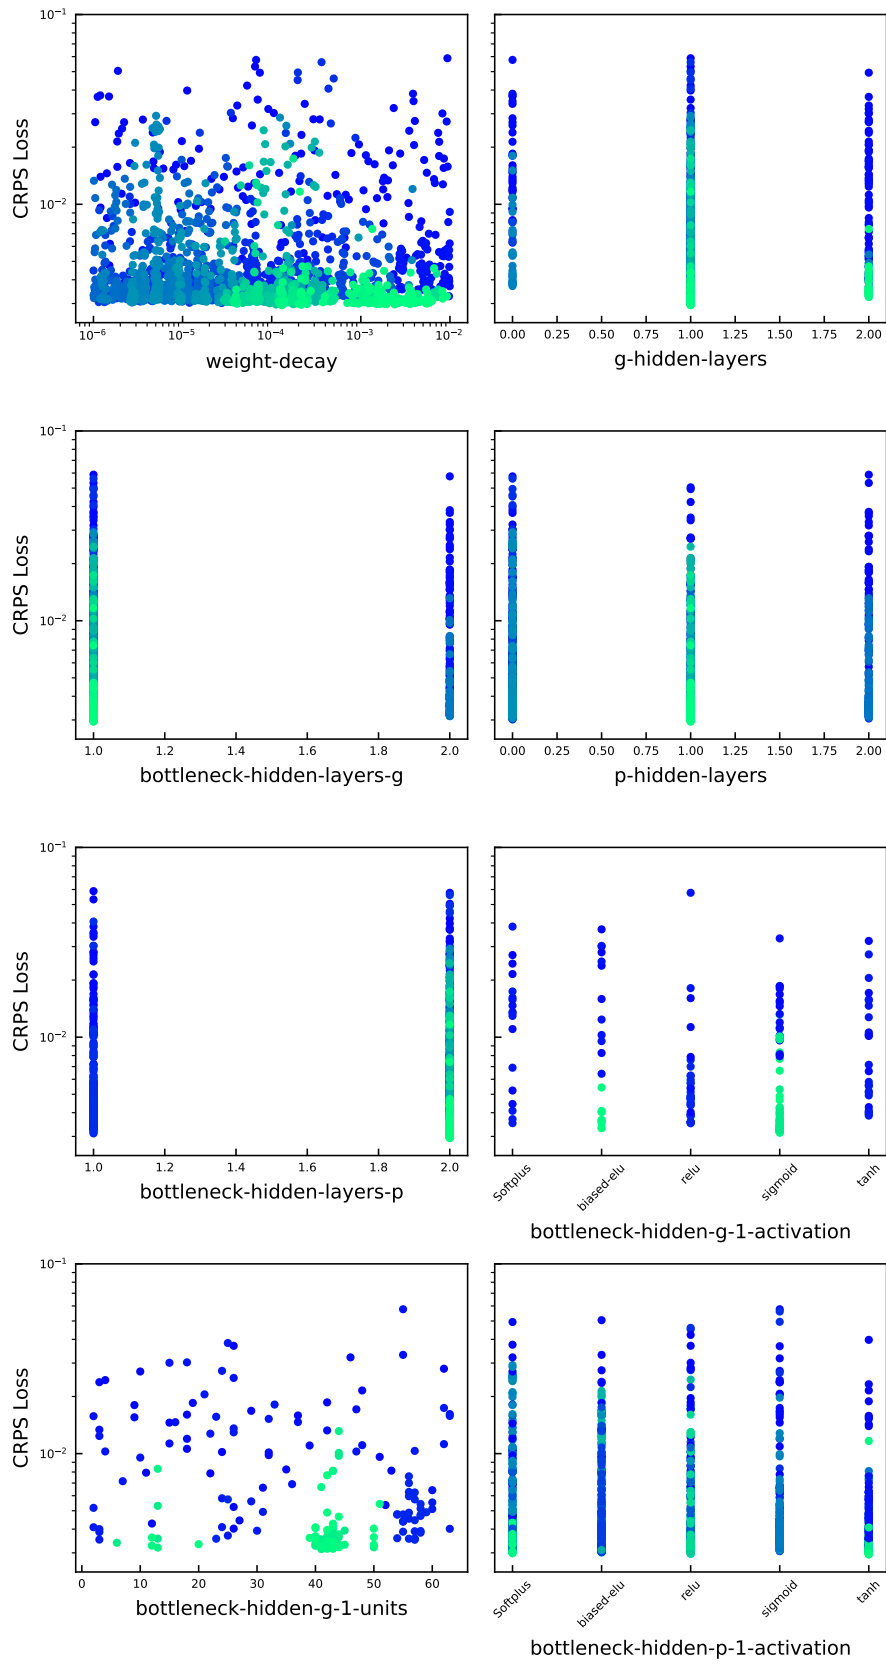 10⁻¹
10⁻²
CRPS Loss
10⁻⁶ 10⁻⁵ 10⁻⁴ 10⁻³ 10⁻²
weight-decay
0.00 0.25 0.50 0.75 1.00 1.25 1.50 1.75 2.00
g-hidden-layers
10⁻¹
10⁻²
CRPS Loss
1.0 1.2 1.4 1.6 1.8 2.0
bottleneck-hidden-layers-g
0.00 0.25 0.50 0.75 1.00 1.25 1.50 1.75 2.00
p-hidden-layers
10⁻¹
10⁻²
CRPS Loss
1.0 1.2 1.4 1.6 1.8 2.0
bottleneck-hidden-layers-p
Softplus biased-elu relu sigmoid tanh
bottleneck-hidden-g-1-activation
10⁻¹
10⁻²
CRPS Loss
0 10 20 30 40 50 60
bottleneck-hidden-g-1-units
Softplus biased-elu relu sigmoid tanh
bottleneck-hidden-p-1-activation